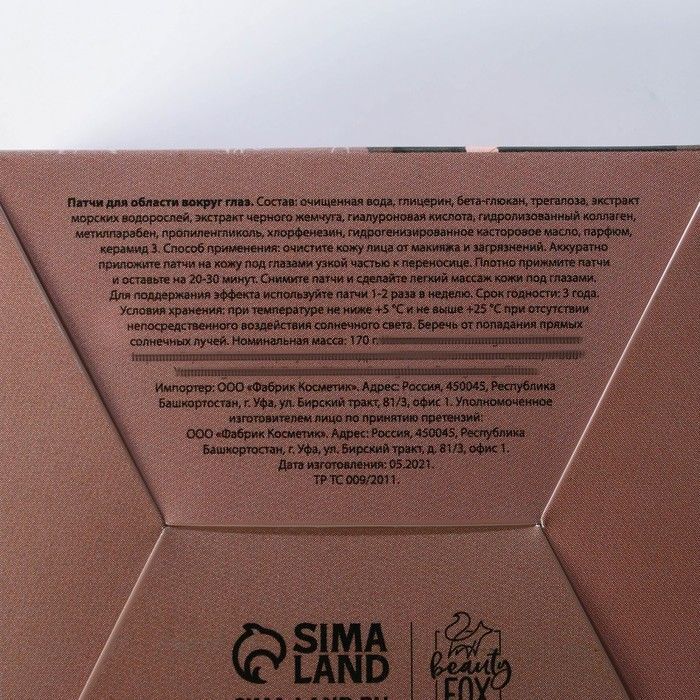 Патчи для области вокруг глаз. Состав: очищенная вода, глицерин, бета-глюкан, трегалоза, экстракт
морских водорослей, экстракт черного жемчуга, гиалуроновая кислота, гидролизованный коллаген,
метилпарабен, пропиленгликоль, хлорфенезин, гидрогенизированное касторовое масло, парфюм,
керамид 3. Способ применения: очистите кожу лица от макияжа и загрязнений. Аккуратно
приложите патчи на кожу под глазами узкой частью к переносице. Плотно прижмите патчи
и оставьте на 20-30 минут. Снимите патчи и сделайте легкий массаж кожи под глазами.
Для поддержания эффекта используйте патчи 1-2 раза в неделю. Срок годности: 3 года.
Условия хранения: при температуре не ниже +5 °С и не выше +25 °С при отсутствии
непосредственного воздействия солнечного света. Беречь от попадания прямых
солнечных лучей. Номинальная масса: 170 г.
Импортер: ООО «Фабрик Косметик». Адрес: Россия, 450045, Республика
Башкортостан, г. Уфа, ул. Бирский тракт, 81/3, офис 1. Уполномоченное
изготовителем лицо по принятию претензий:
ООО «Фабрик Косметик». Адрес: Россия, 450045, Республика
Башкортостан, г. Уфа, ул. Бирский тракт, д. 81/3, офис 1.
Дата изготовления: 05.2021.
ТР ТС 009/2011.
SIMA
LAND
beauty
FOX